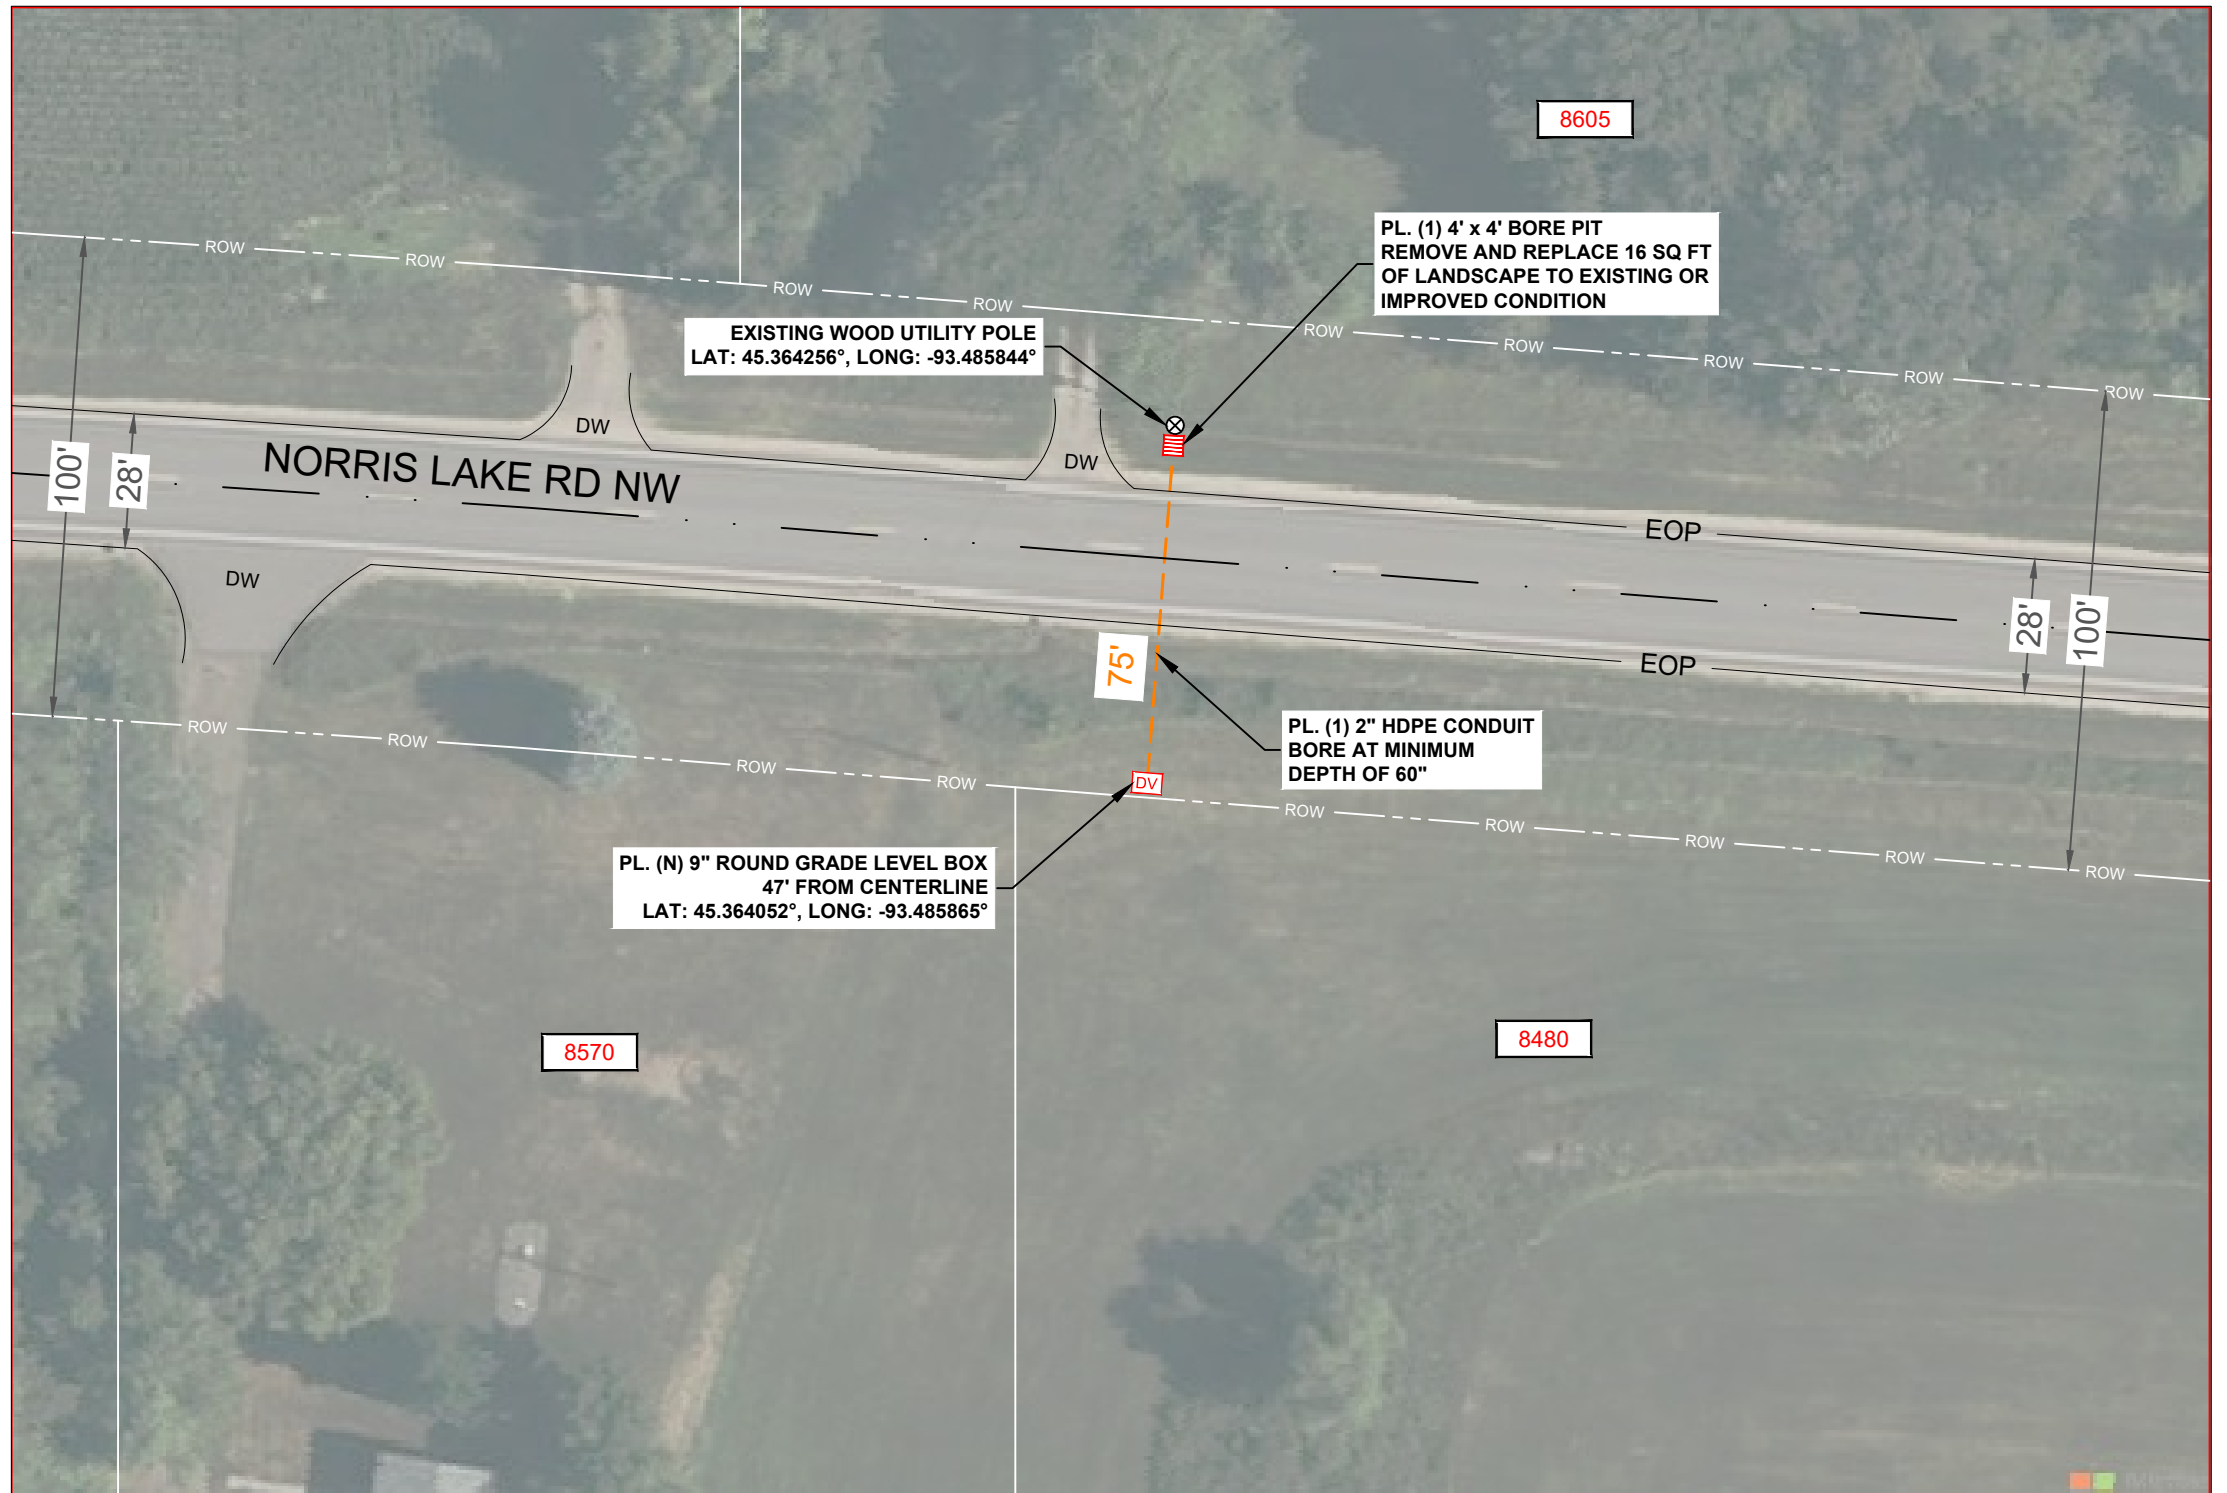 8605
PL. (1) 4' x 4' BORE PIT
REMOVE AND REPLACE 16 SQ FT
OF LANDSCAPE TO EXISTING OR
IMPROVED CONDITION
ROW
ROW
ROW
ROW
ROW
ROW
ROW
ROW
ROW
EXISTING WOOD UTILITY POLE
LAT: 45.364256°, LONG: -93.485844°
DW
DW
100'
28'
NORRIS LAKE RD NW
EOP
DW
28'
100'
EOP
75'
PL. (1) 2" HDPE CONDUIT
BORE AT MINIMUM
DEPTH OF 60"
ROW
ROW
ROW
ROW
DV
ROW
ROW
ROW
ROW
ROW
PL. (N) 9" ROUND GRADE LEVEL BOX
47' FROM CENTERLINE
LAT: 45.364052°, LONG: -93.485865°
8570
8480